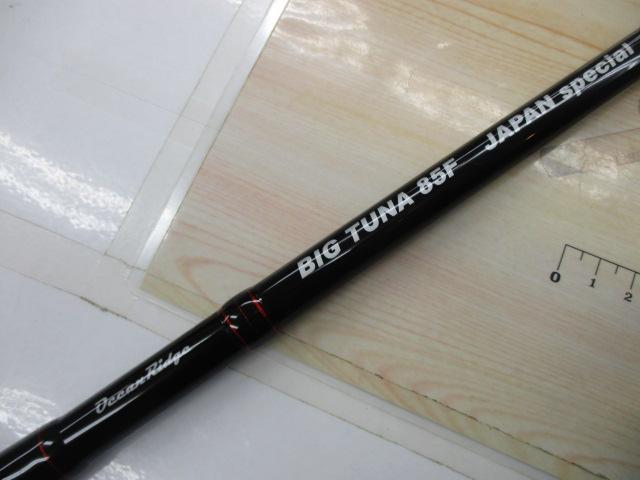 BIG TUNA 85F JAPAN special
Ocean Ridge
0 1 2